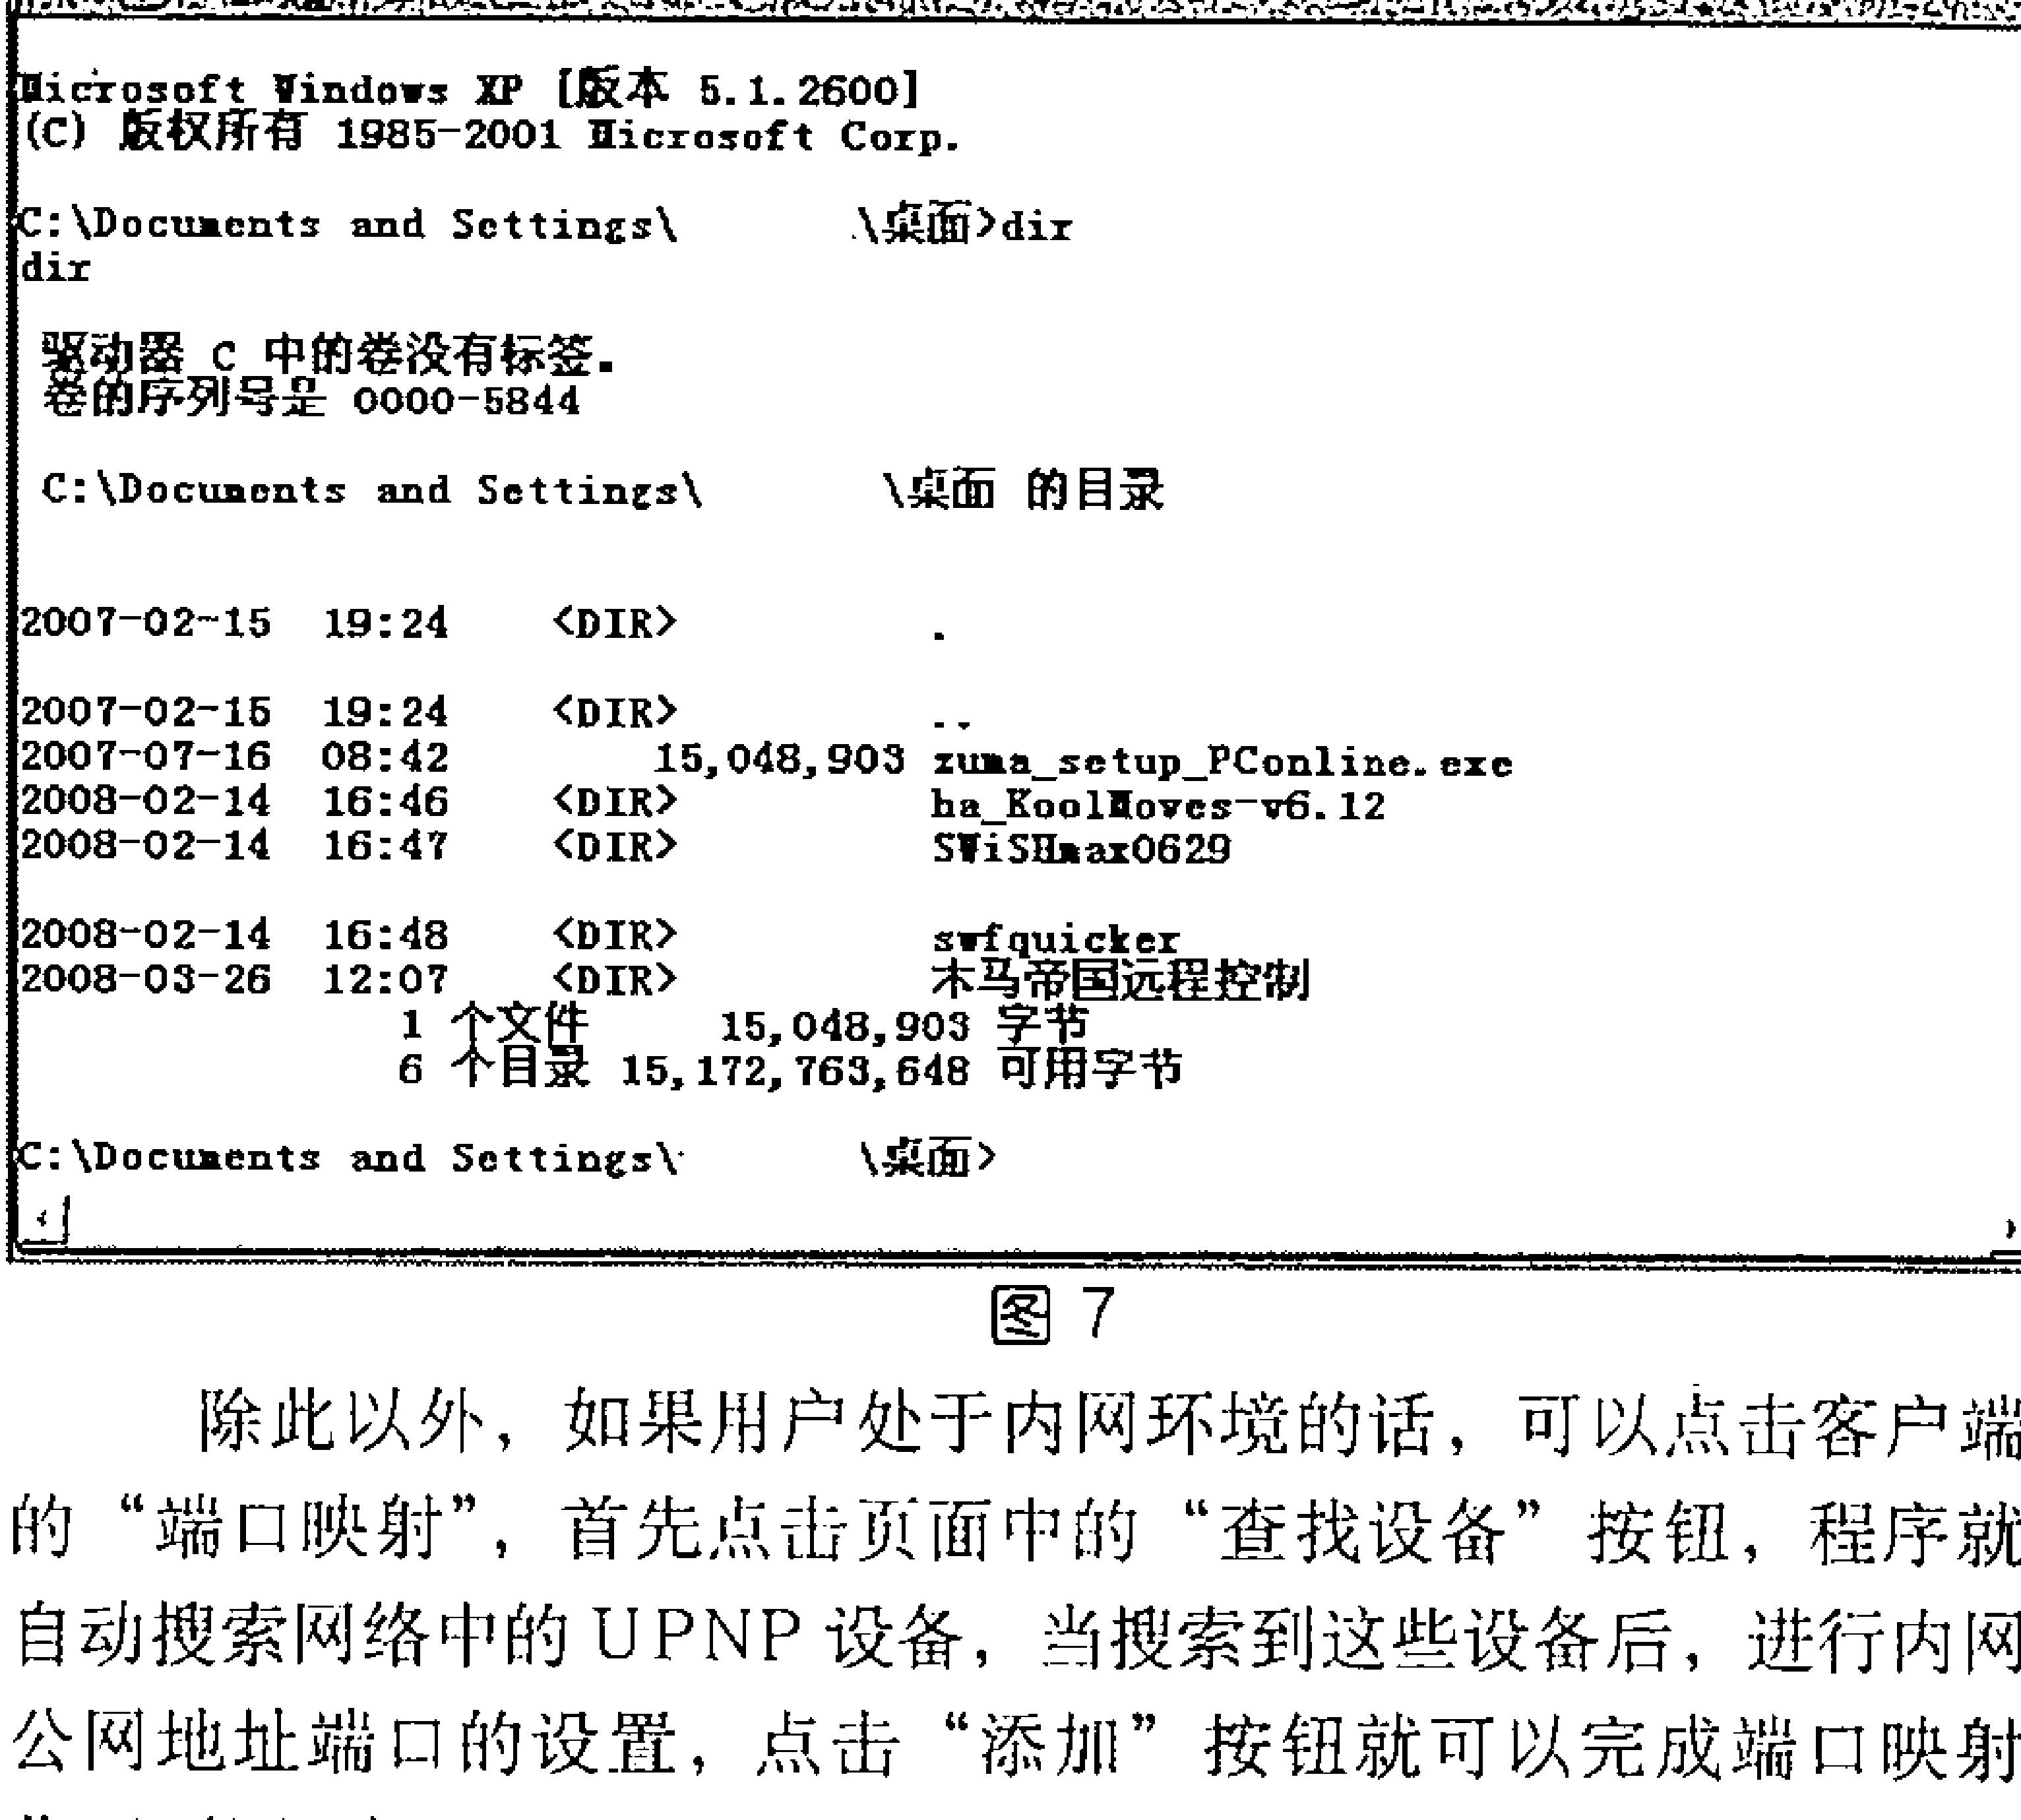 Microsoft Windows XP [版本 5.1.2600]
(C) 版权所有 1985-2001 Microsoft Corp.
C:\Documents and Settings\ \桌面>dir
dir
驱动器 C 中的卷没有标签.
卷的序列号是 0000-5844
C:\Documents and Settings\ \桌面 的目录
2007-02-15 19:24 <DIR> .
2007-02-15 19:24 <DIR> ..
2007-07-16 08:42 15,048,903 zuma_setup_PConline.exe
2008-02-14 16:46 <DIR> ha_KoolMoves-v6.12
2008-02-14 16:47 <DIR> SWiSHmax0629
2008-02-14 16:48 <DIR> swfquicker
2008-03-26 12:07 <DIR> 木马帝国远程控制
1 个文件 15,048,903 字节
6 个目录 15,172,763,648 可用字节
C:\Documents and Settings\ \桌面>
图 7
除此以外，如果用户处于内网环境的话，可以点击客户端
的“端口映射”，首先点击页面中的“查找设备”按钮，程序就
自动搜索网络中的 UPNP 设备，当搜索到这些设备后，进行内网
公网地址端口的设置，点击“添加”按钮就可以完成端口映射